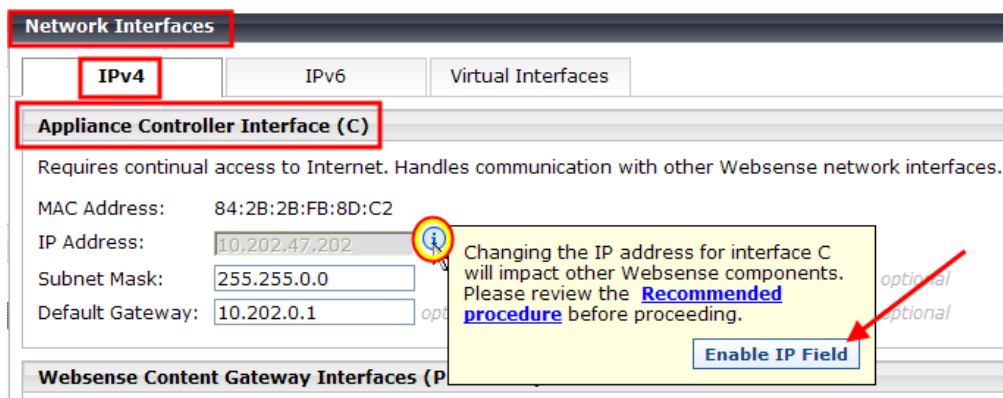 Network Interfaces
IPv4 IPv6 Virtual Interfaces
Appliance Controller Interface (C)
Requires continual access to Internet. Handles communication with other Websense network interfaces.
MAC Address: 84:2B:2B:FB:8D:C2
IP Address: 10.202.47.202
Changing the IP address for interface C
will impact other Websense components.
Please review the Recommended
procedure before proceeding.
Enable IP Field
Subnet Mask: 255.255.0.0 optional
Default Gateway: 10.202.0.1 optional
Websense Content Gateway Interfaces (P